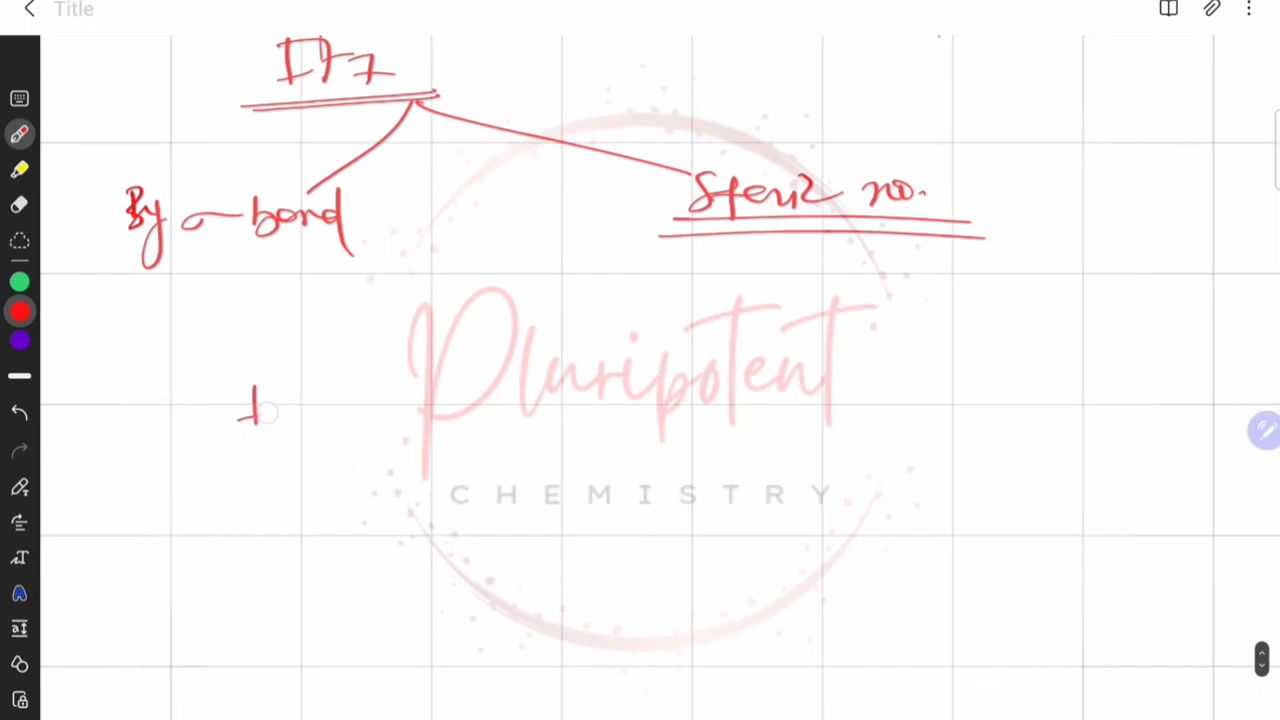 Title
IF7
By σ-bond
Steric no.
Pluripotent
CHEMISTRY